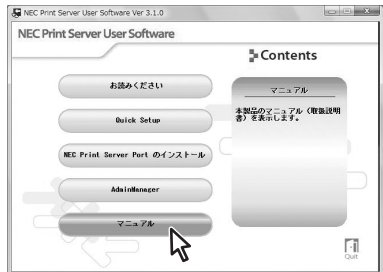 NEC Print Server User Software Ver 3.1.0
NEC Print Server User Software
Contents
お読みください
Quick Setup
NEC Print Server Port のインストール
AdminManager
マニュアル
マニュアル
本製品のマニュアル（取扱説明
書）を表示します。
Quit